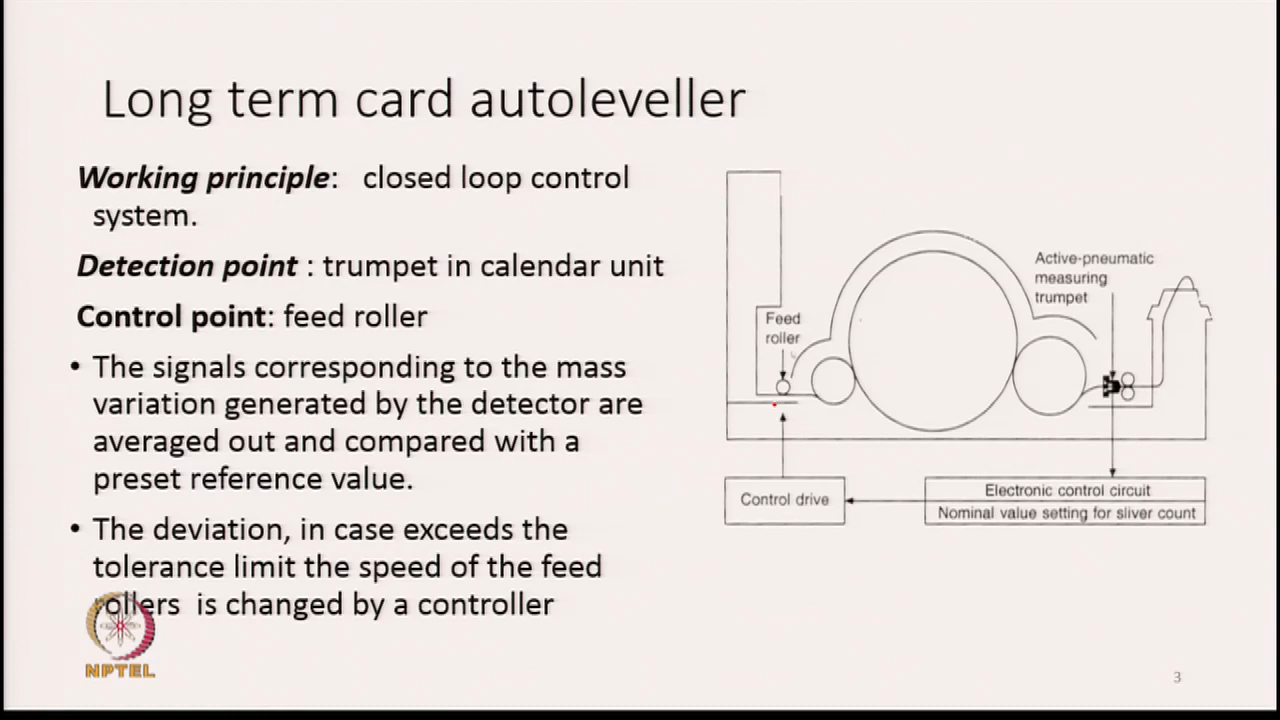 Long term card autoleveller
Working principle: closed loop control
system.
Detection point : trumpet in calendar unit
Control point: feed roller
• The signals corresponding to the mass
variation generated by the detector are
averaged out and compared with a
preset reference value.
• The deviation, in case exceeds the
tolerance limit the speed of the feed
rollers is changed by a controller
Active-pneumatic
measuring
trumpet
Feed
roller
Control drive
Electronic control circuit
Nominal value setting for sliver count
NPTEL
3